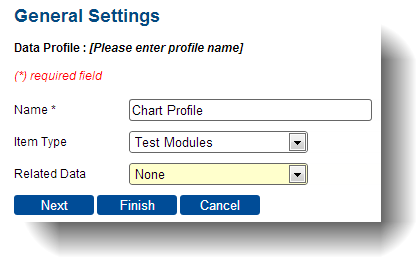 General Settings
Data Profile : [Please enter profile name]
(*) required field
Name * Chart Profile
Item Type Test Modules
Related Data None
Next Finish Cancel